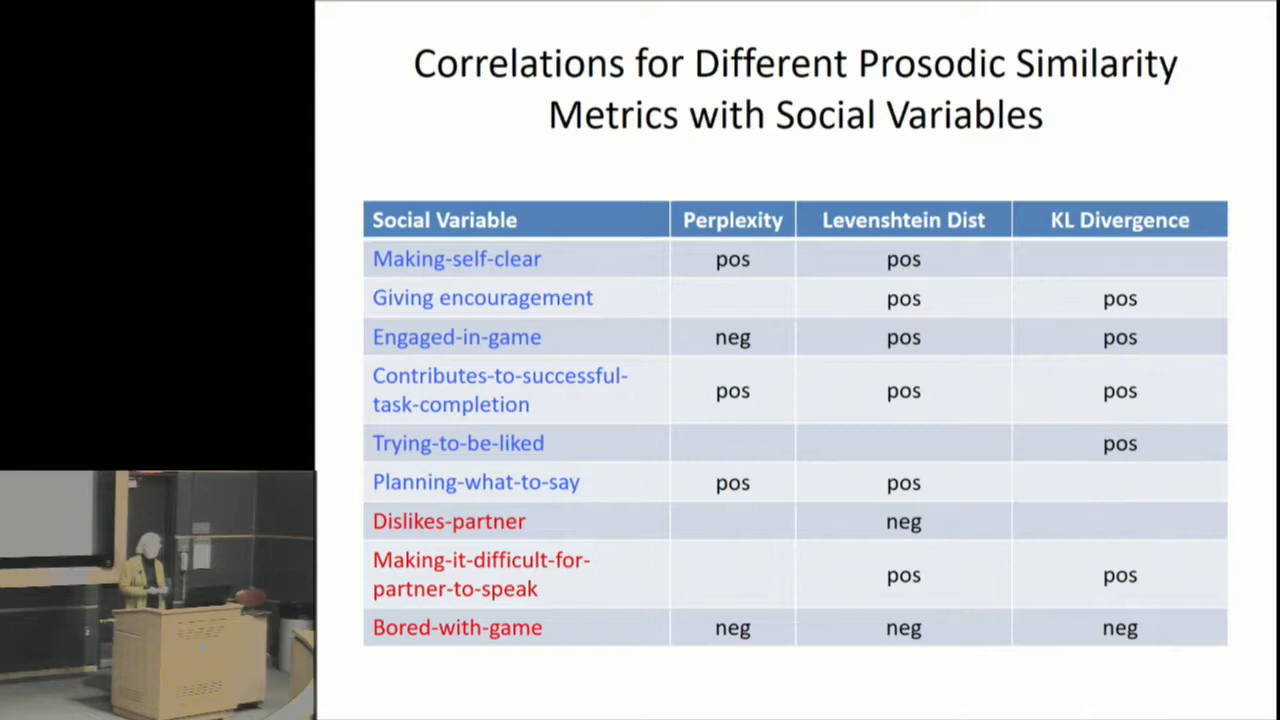 Correlations for Different Prosodic Similarity
Metrics with Social Variables
Social Variable Perplexity Levenshtein Dist KL Divergence
Making-self-clear pos pos
Giving encouragement pos pos
Engaged-in-game neg pos pos
Contributes-to-successful-
task-completion pos pos pos
Trying-to-be-liked pos
Planning-what-to-say pos pos
Dislikes-partner neg
Making-it-difficult-for-
partner-to-speak pos pos
Bored-with-game neg neg neg